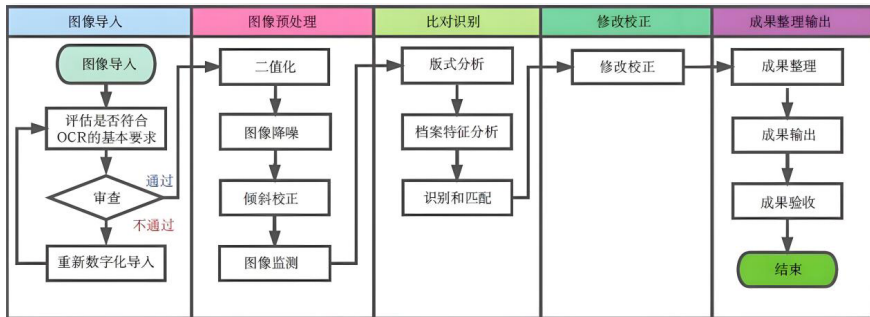 图像导入
图像预处理
比对识别
修改校正
成果整理输出
图像导入
评估是否符合
OCR的基本要求
审查
通过
不通过
重新数字化导入
二值化
图像降噪
倾斜校正
图像监测
版式分析
档案特征分析
识别和匹配
修改校正
成果整理
成果输出
成果验收
结束